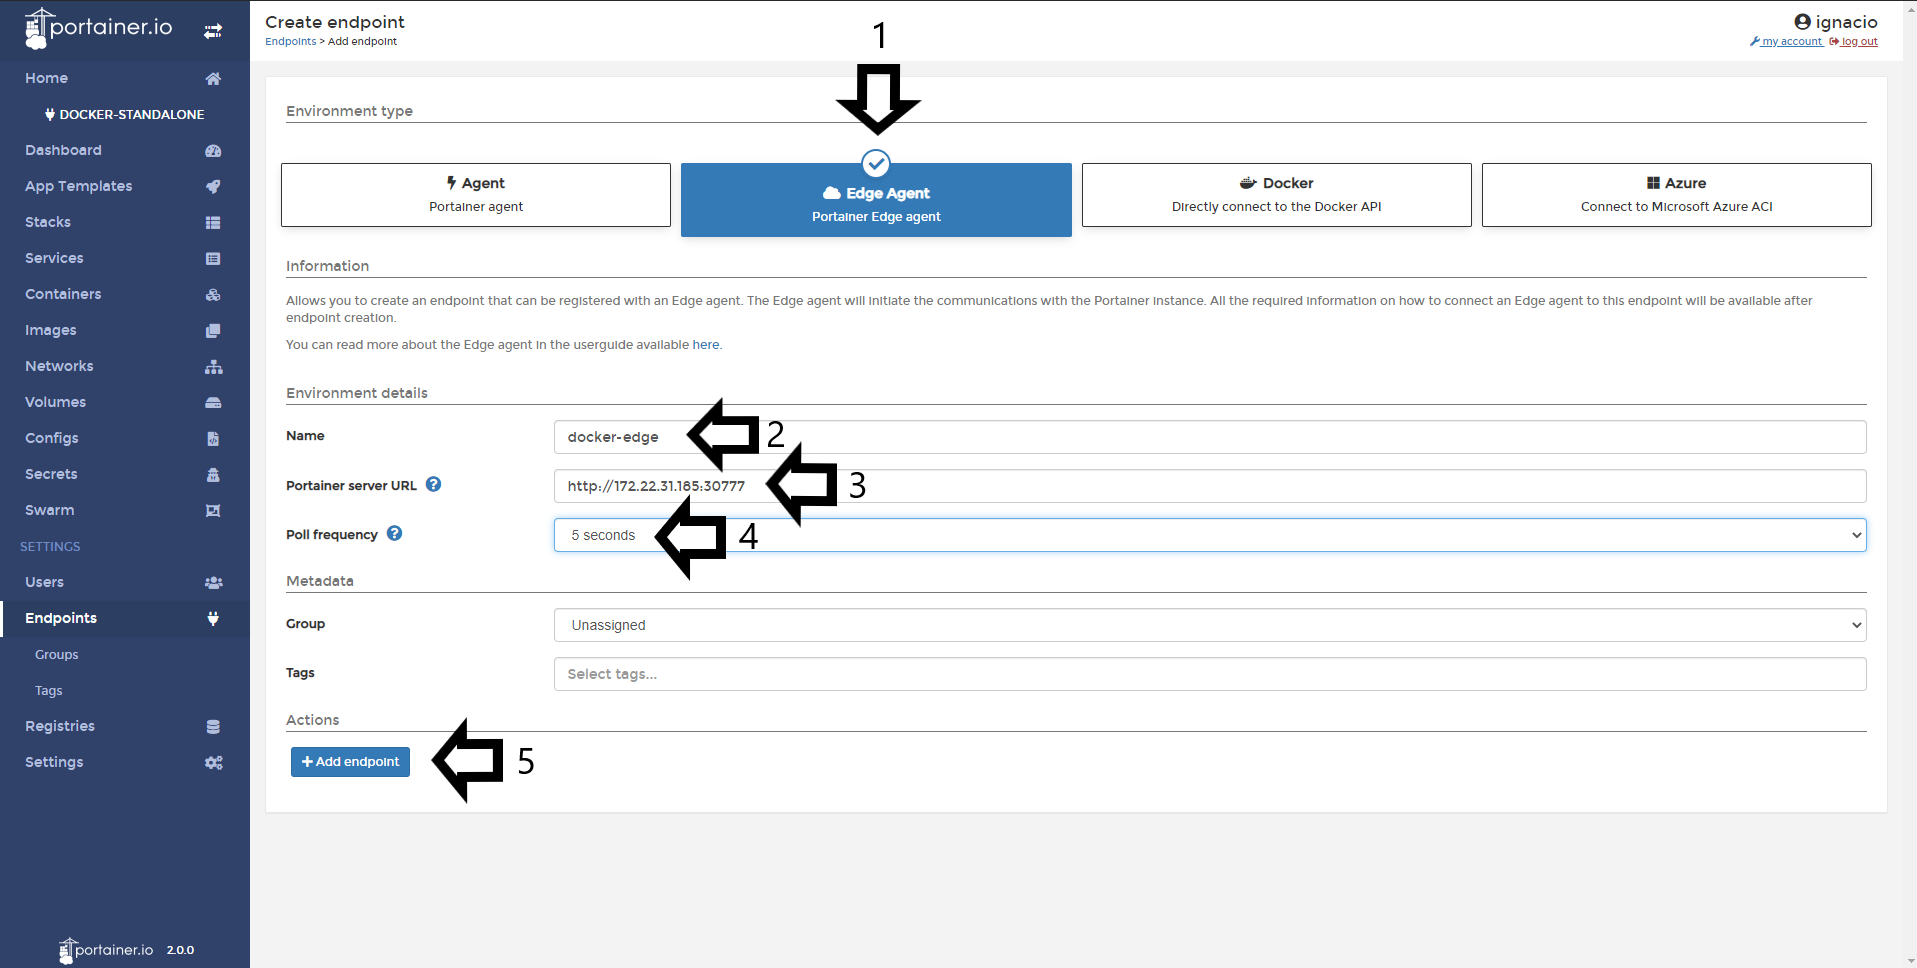 portainer.io
Home
DOCKER-STANDALONE
Dashboard
App Templates
Stacks
Services
Containers
Images
Networks
Volumes
Configs
Secrets
Swarm
SETTINGS
Users
Endpoints
Groups
Tags
Registries
Settings
portainer.io 2.0.0
Create endpoint
Endpoints > Add endpoint
ignacio
my account log out
1
Environment type
Agent
Portainer agent
Edge Agent
Portainer Edge agent
Docker
Directly connect to the Docker API
Azure
Connect to Microsoft Azure ACI
Information
Allows you to create an endpoint that can be registered with an Edge agent. The Edge agent will initiate the communications with the Portainer instance. All the required information on how to connect an Edge agent to this endpoint will be available after
endpoint creation.
You can read more about the Edge agent in the userguide available here.
Environment details
Name docker-edge 2
Portainer server URL ? http://172.22.31.185:30777 3
Poll frequency ? 5 seconds 4
Metadata
Group Unassigned
Tags Select tags...
Actions
+ Add endpoint 5